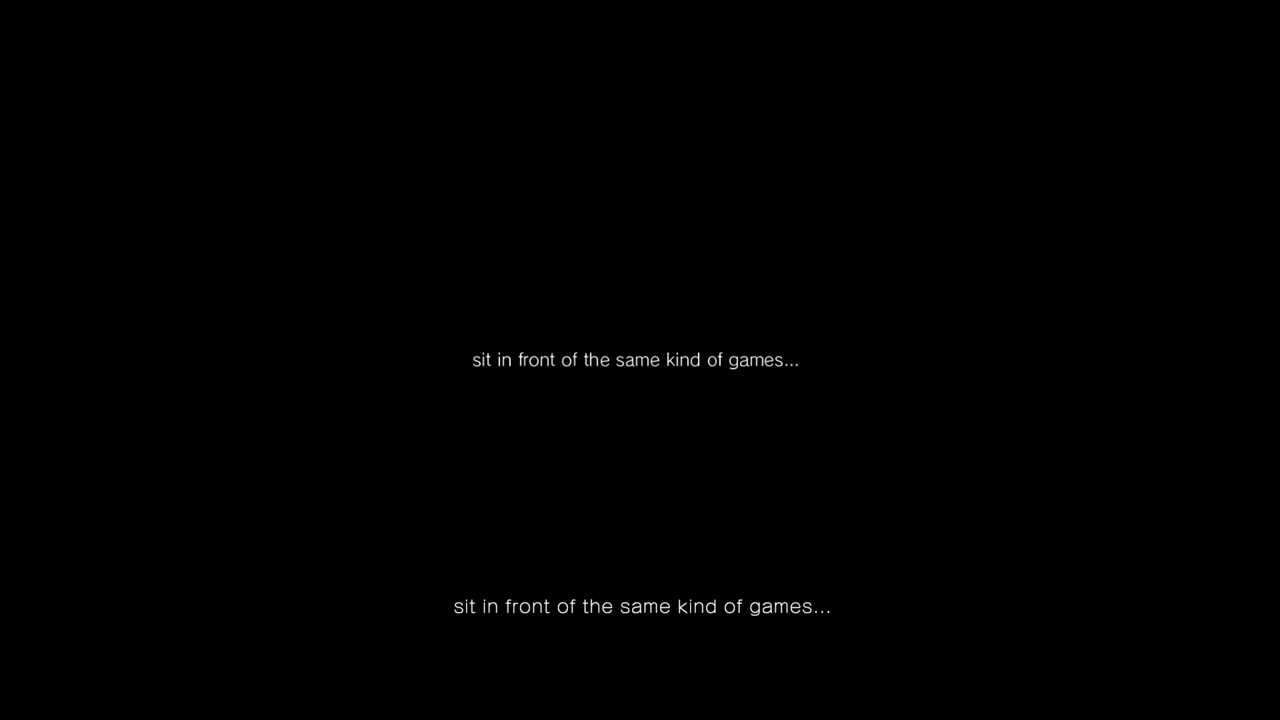 sit in front of the same kind of games...
sit in front of the same kind of games...